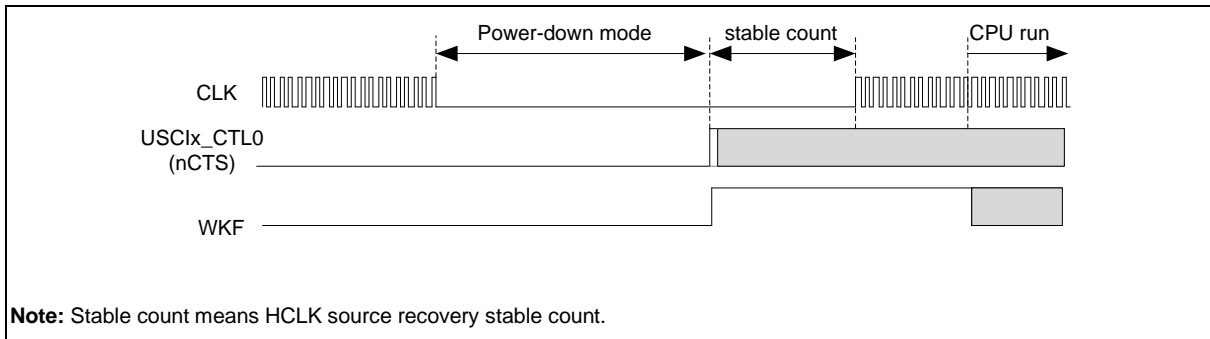 Power-down mode stable count CPU run
CLK
USCIx_CTL0
(nCTS)
WKF
Note: Stable count means HCLK source recovery stable count.